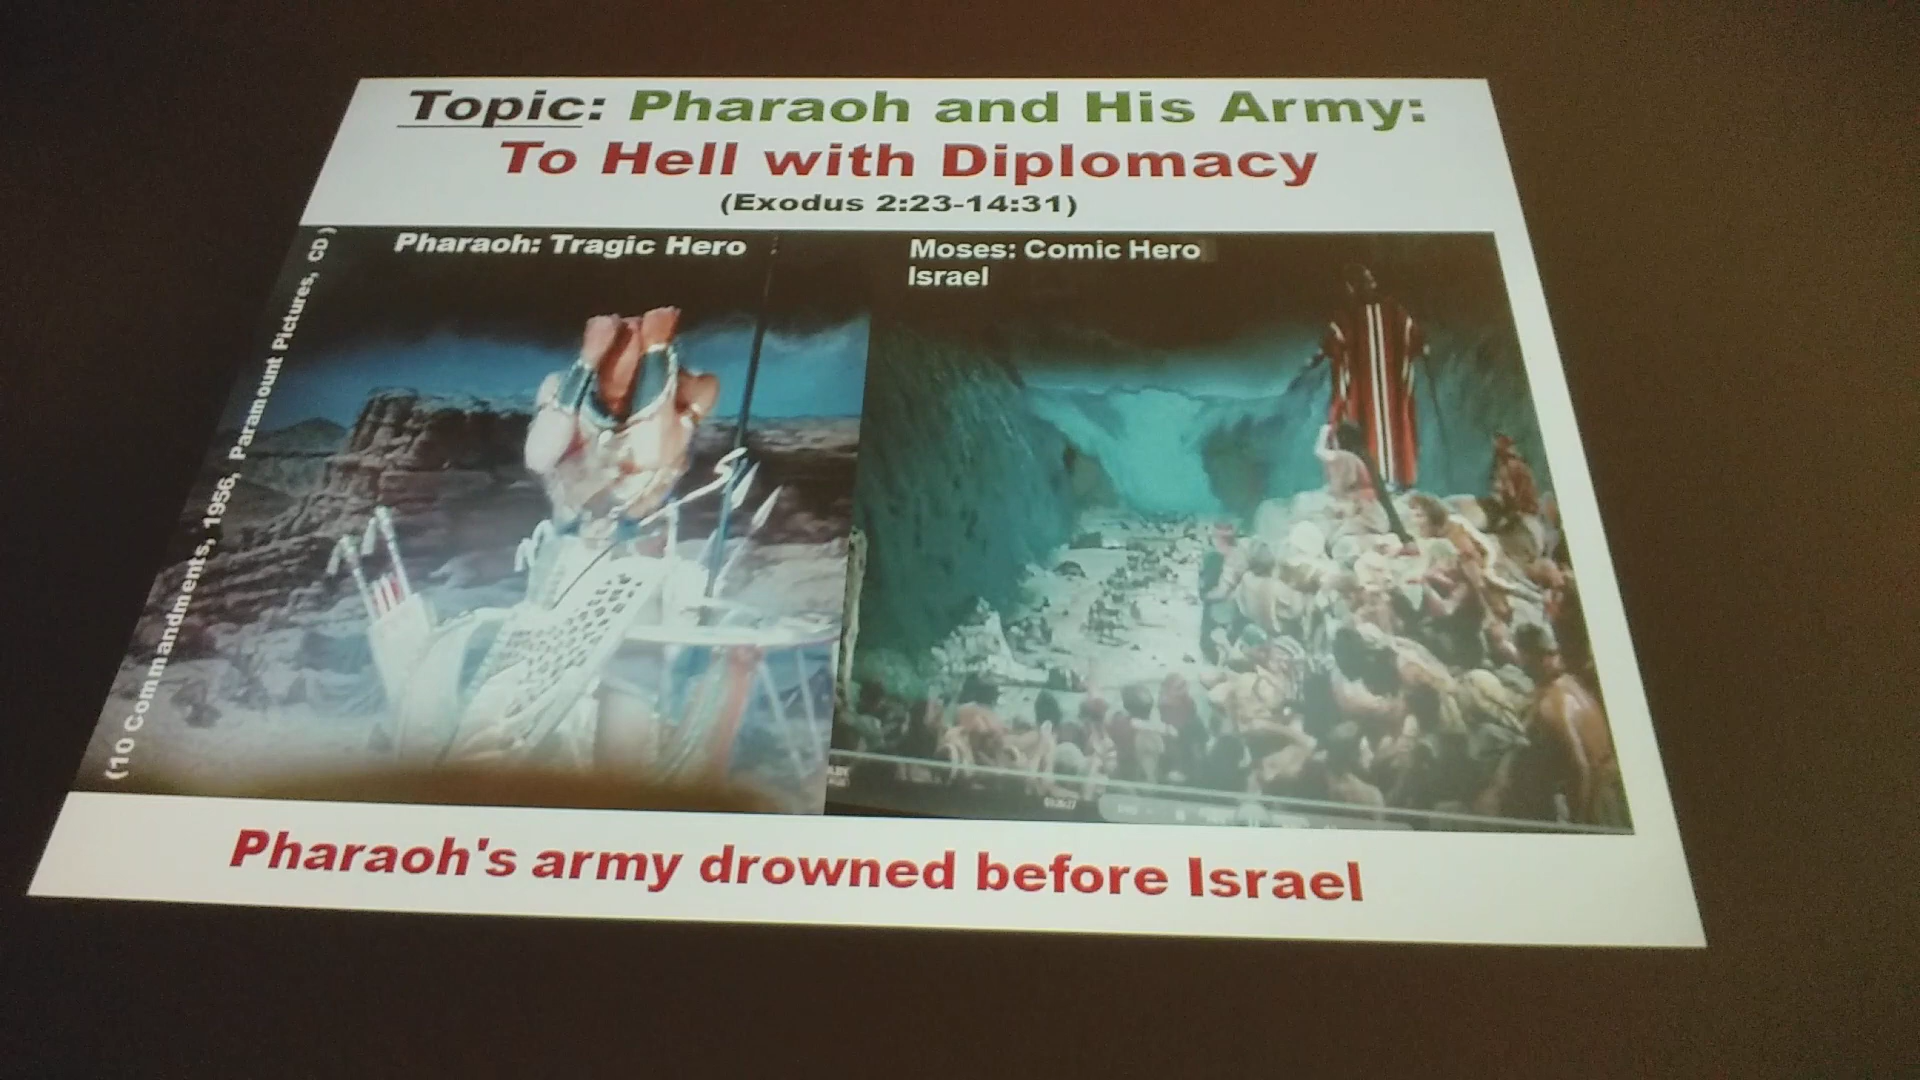 Topic: Pharaoh and His Army:
To Hell with Diplomacy
(Exodus 2:23-14:31)
Pharaoh: Tragic Hero
Moses: Comic Hero
Israel
(10 Commandments, 1956, Paramount Pictures, CD)
Pharaoh's army drowned before Israel